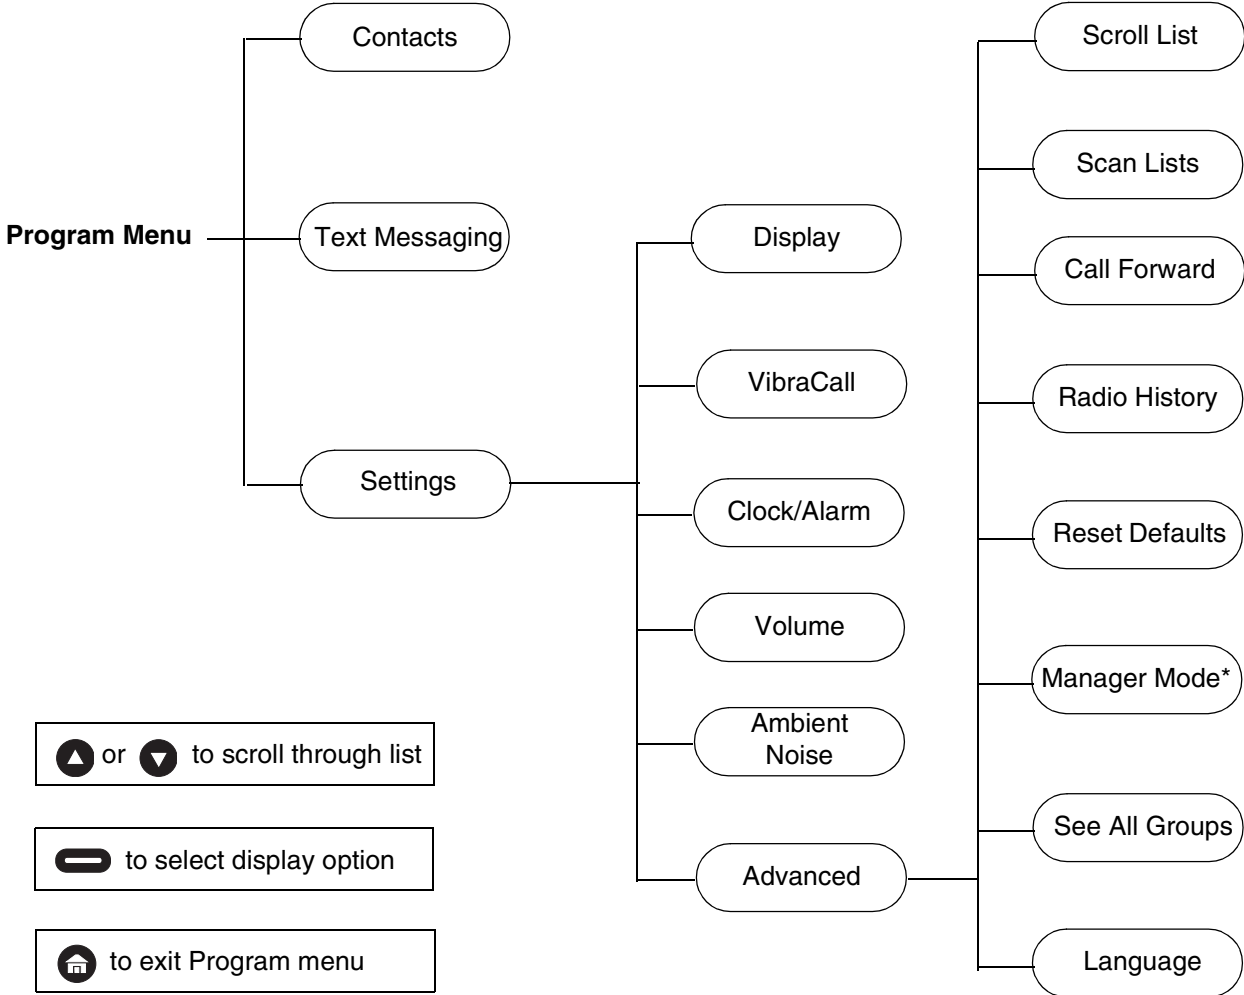 Program Menu
Contacts
Text Messaging
Settings
Display
VibraCall
Clock/Alarm
Volume
Ambient
Noise
Advanced
Scroll List
Scan Lists
Call Forward
Radio History
Reset Defaults
Manager Mode*
See All Groups
Language
or to scroll through list
to select display option
to exit Program menu